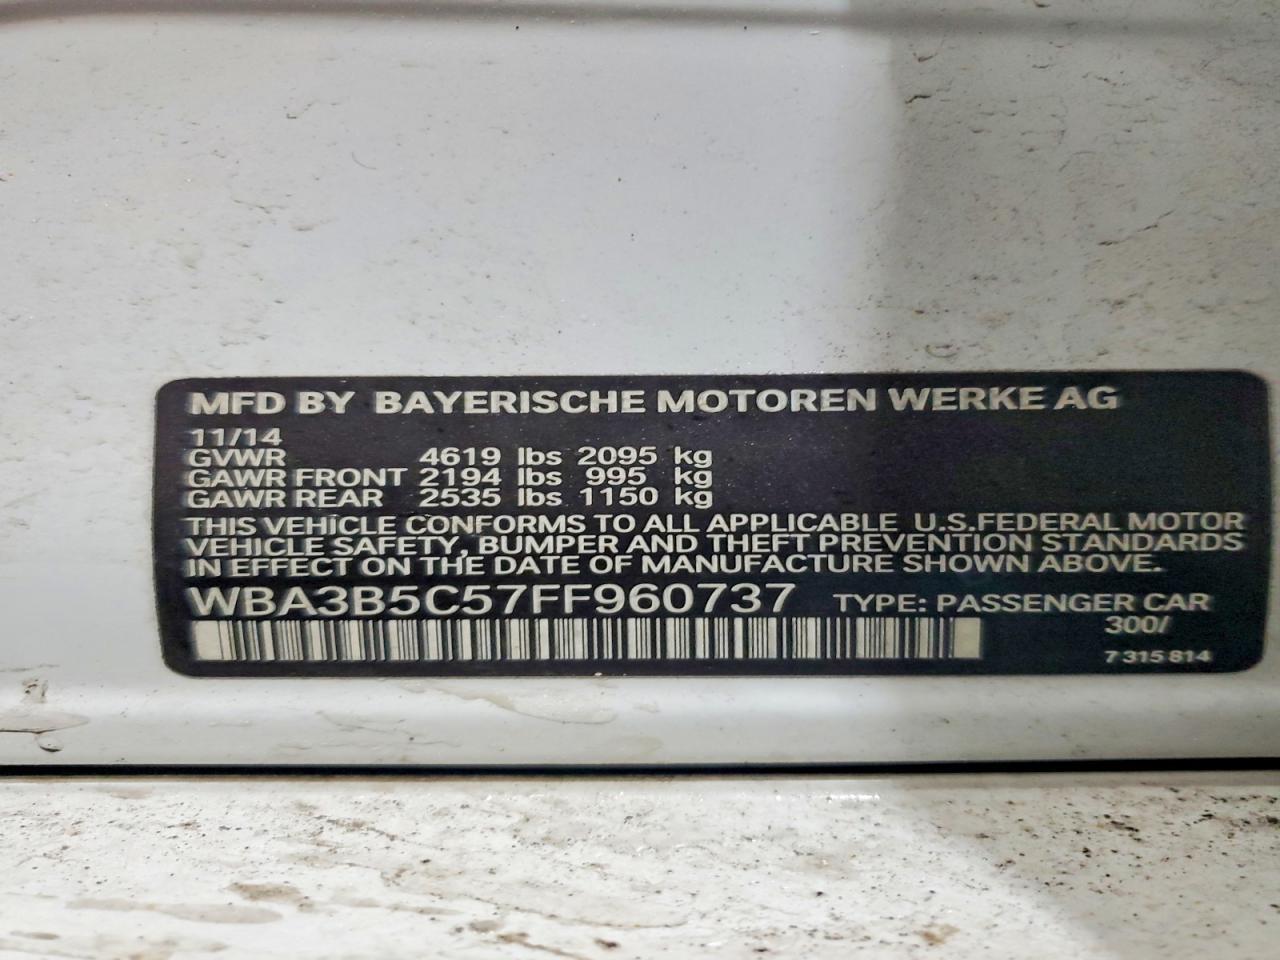 MFD BY BAYERISCHE MOTOREN WERKE AG
11/14
GVWR 4619 lbs 2095 kg
GAWR FRONT 2194 lbs 995 kg
GAWR REAR 2535 lbs 1150 kg
THIS VEHICLE CONFORMS TO ALL APPLICABLE U.S.FEDERAL MOTOR
VEHICLE SAFETY, BUMPER AND THEFT PREVENTION STANDARDS
IN EFFECT ON THE DATE OF MANUFACTURE SHOWN ABOVE.
WBA3B5C57FF960737 TYPE: PASSENGER CAR
300/
7 315 814